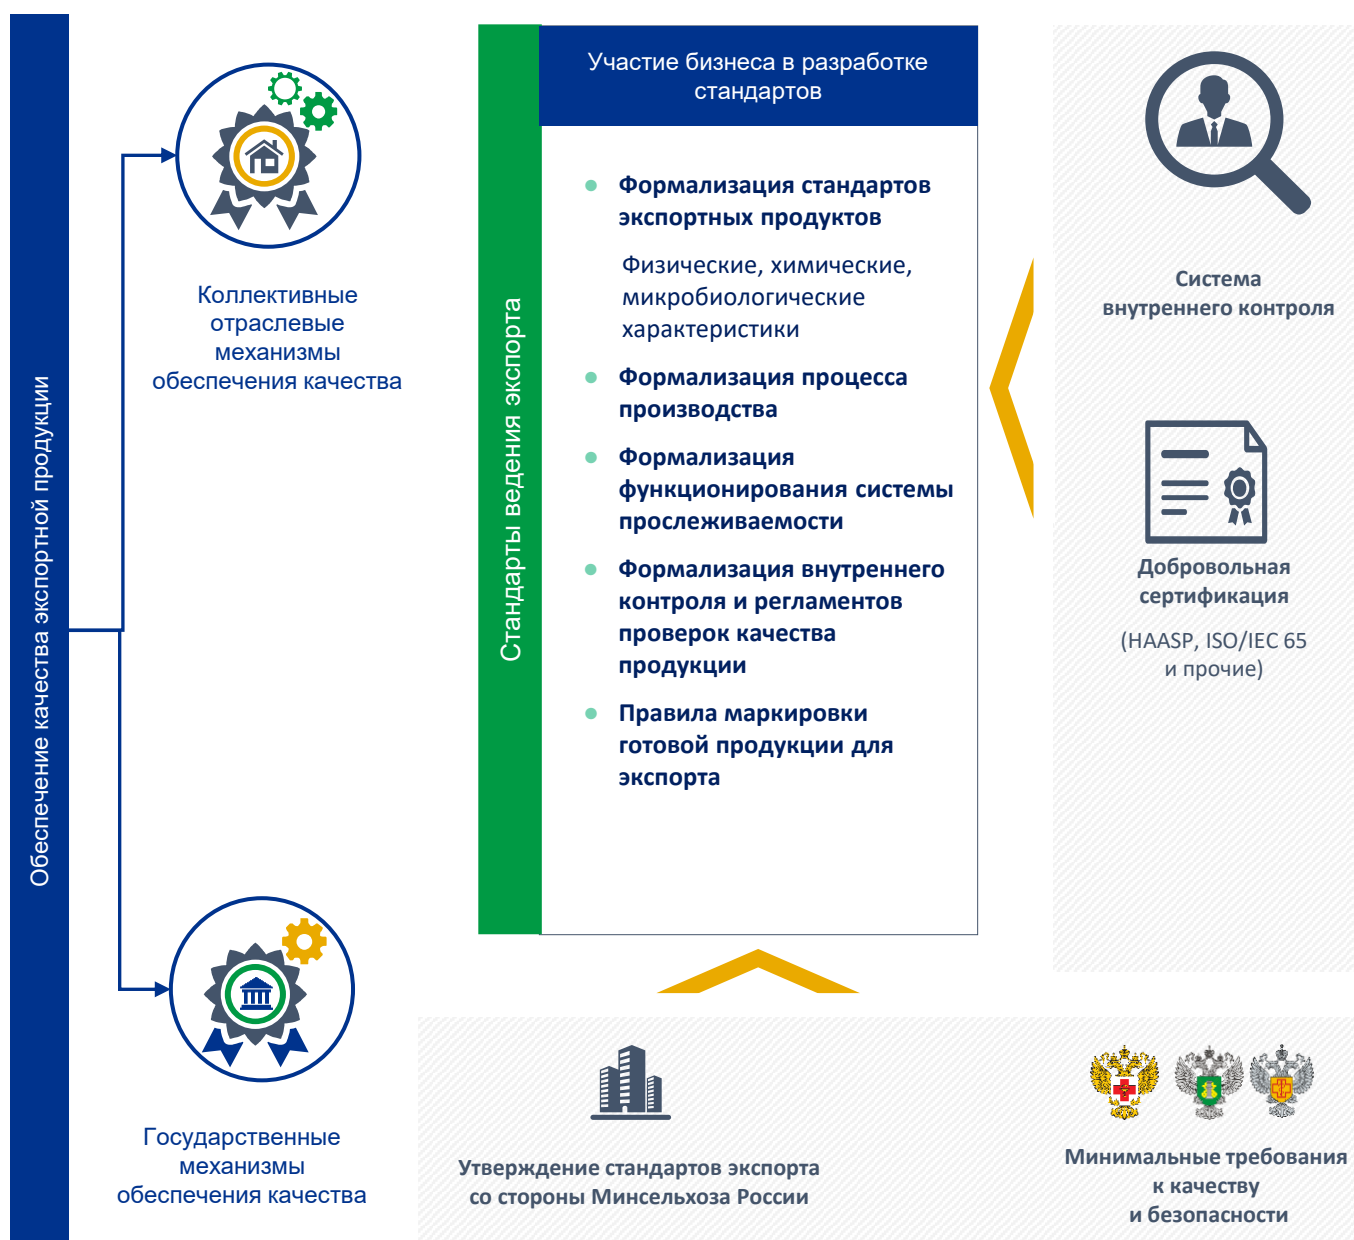 Обеспечение качества экспортной продукции
Коллективные
отраслевые
механизмы
обеспечения качества
Государственные
механизмы
обеспечения качества
Стандарты ведения экспорта
Участие бизнеса в разработке
стандартов
Формализация стандартов
экспортных продуктов
Физические, химические,
микробиологические
характеристики
Формализация процесса
производства
Формализация
функционирования системы
прослеживаемости
Формализация внутреннего
контроля и регламентов
проверок качества
продукции
Правила маркировки
готовой продукции для
экспорта
Система
внутреннего контроля
Добровольная
сертификация
(HAASP, ISO/IEC 65
и прочие)
Утверждение стандартов экспорта
со стороны Минсельхоза России
Минимальные требования
к качеству
и безопасности